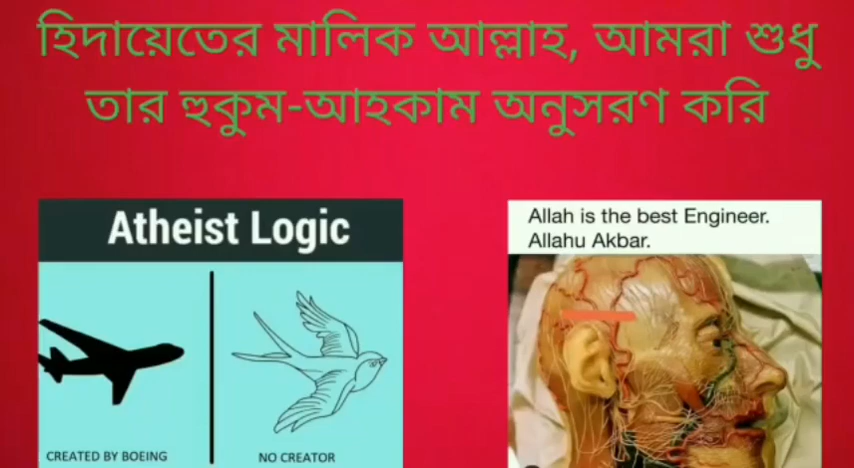 হিদায়েতের মালিক আল্লাহ, আমরা শুধু
তার হুকুম-আহকাম অনুসরণ করি
Atheist Logic
CREATED BY BOEING
NO CREATOR
Allah is the best Engineer.
Allahu Akbar.